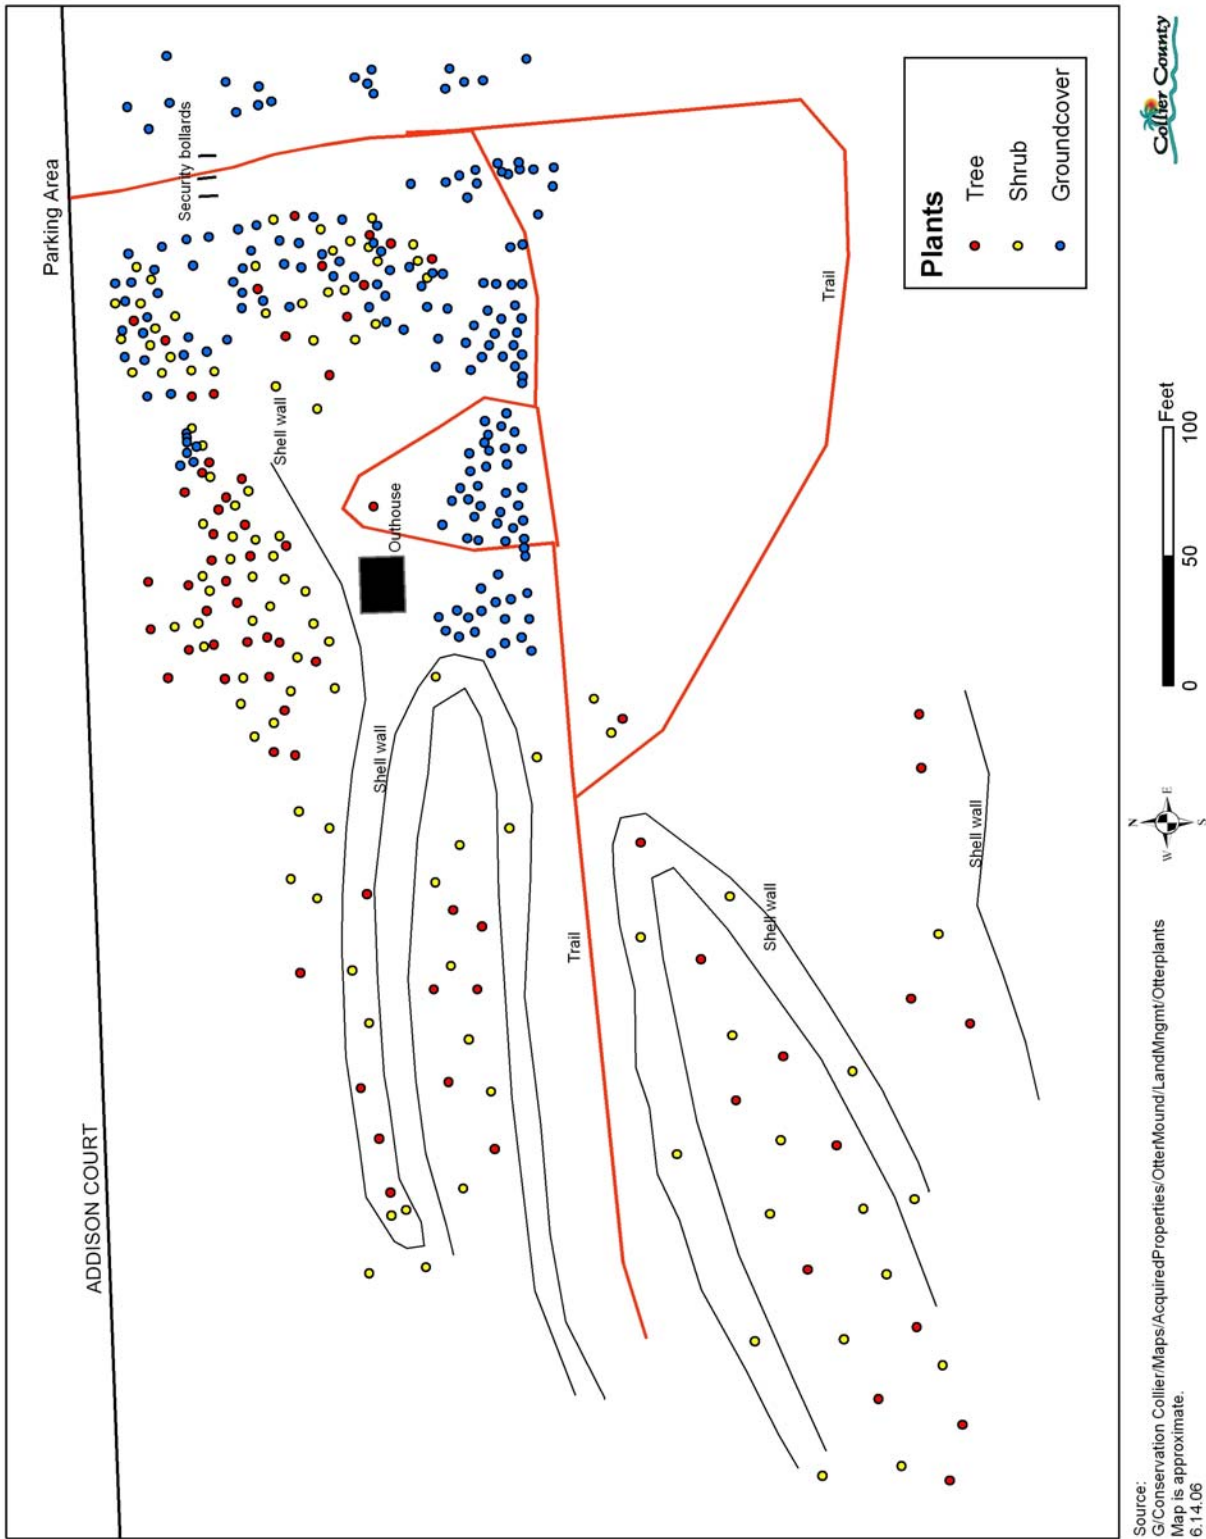 ADDISON COURT
Parking Area
Security bollards
Shell wall
Outhouse
Shell wall
Trail
Trail
Shell wall
Shell wall
Plants
Tree
Shrub
Groundcover
Source:
G/Conservation Collier/Maps/AcquiredProperties/OtterMound/LandMngmt/Otterplants
Map is approximate.
6.14.06
N
W
E
S
0
50
100
Feet
Collier County